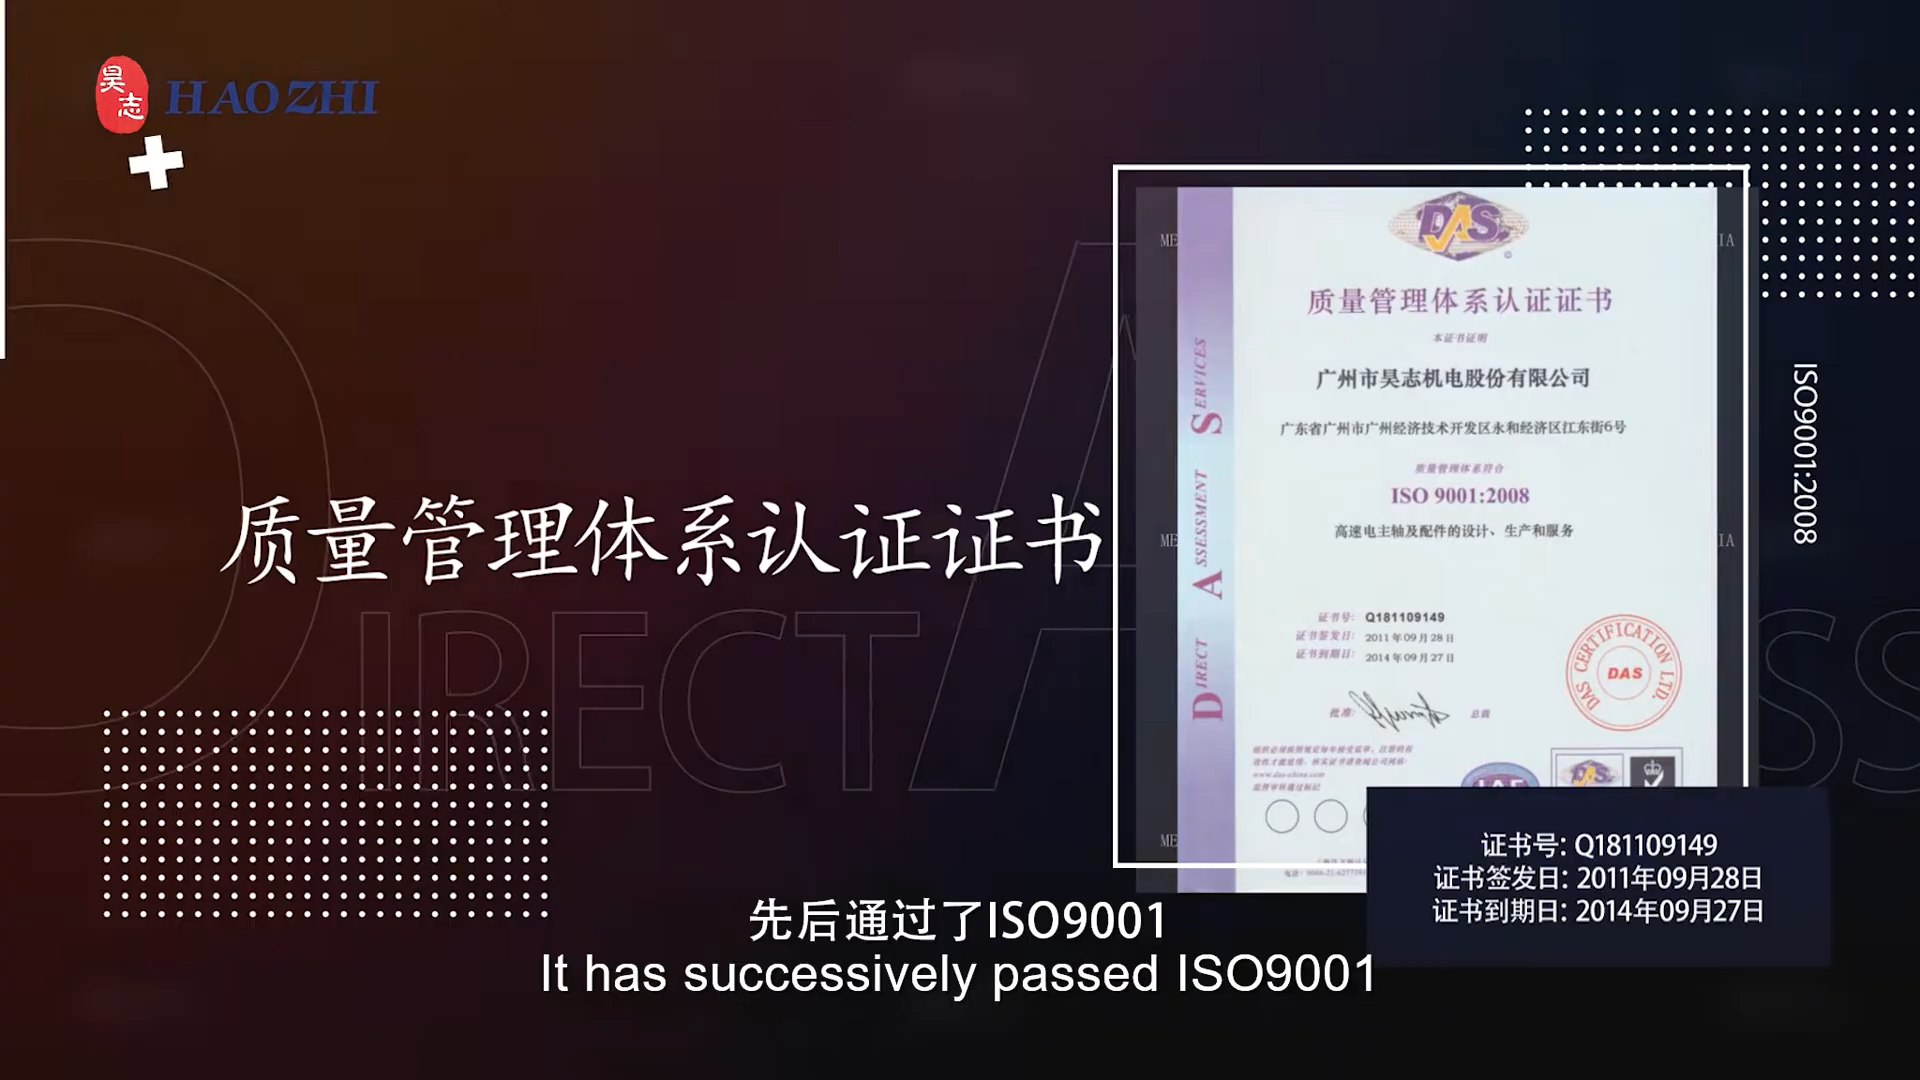 昊志
HAOZHI
质量管理体系认证证书
DIRECT ASS
DAS
质量管理体系认证证书
本证书证明
广州市昊志机电股份有限公司
广东省广州市广州经济技术开发区永和经济区江东街6号
质量管理体系符合
ISO 9001:2008
高速电主轴及配件的设计、生产和服务
证书号: Q181109149
证书签发日: 2011年09月28日
证书到期日: 2014年09月27日
批准:
总裁
DAS CERTIFICATION LTD.
DAS
www.das-china.com
DAS
DIRECT ASSESSMENT SERVICES
ISO9001:2008
证书号: Q181109149
证书签发日: 2011年09月28日
证书到期日: 2014年09月27日
先后通过了ISO9001
It has successively passed ISO9001